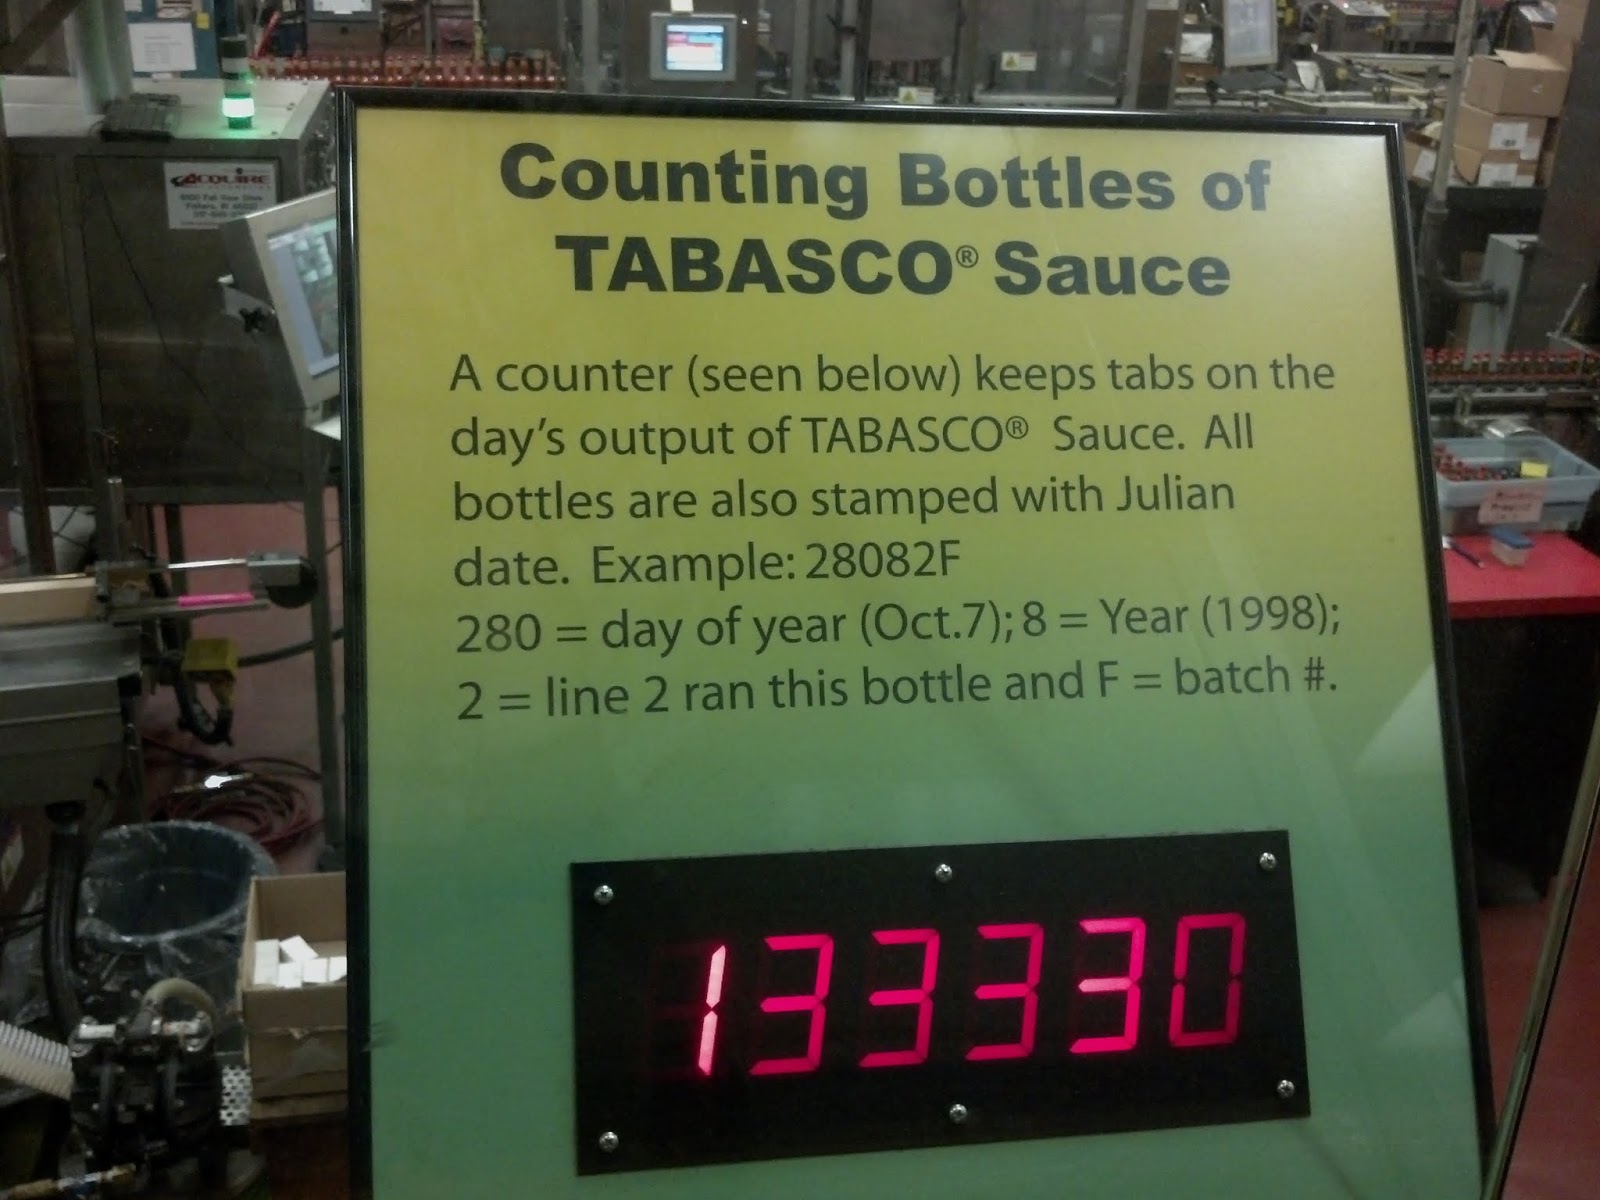 Counting Bottles of
TABASCO® Sauce
A counter (seen below) keeps tabs on the
day's output of TABASCO® Sauce. All
bottles are also stamped with Julian
date. Example: 28082F
280 = day of year (Oct.7); 8 = Year (1998);
2 = line 2 ran this bottle and F = batch #.
133330
ACQUIRE